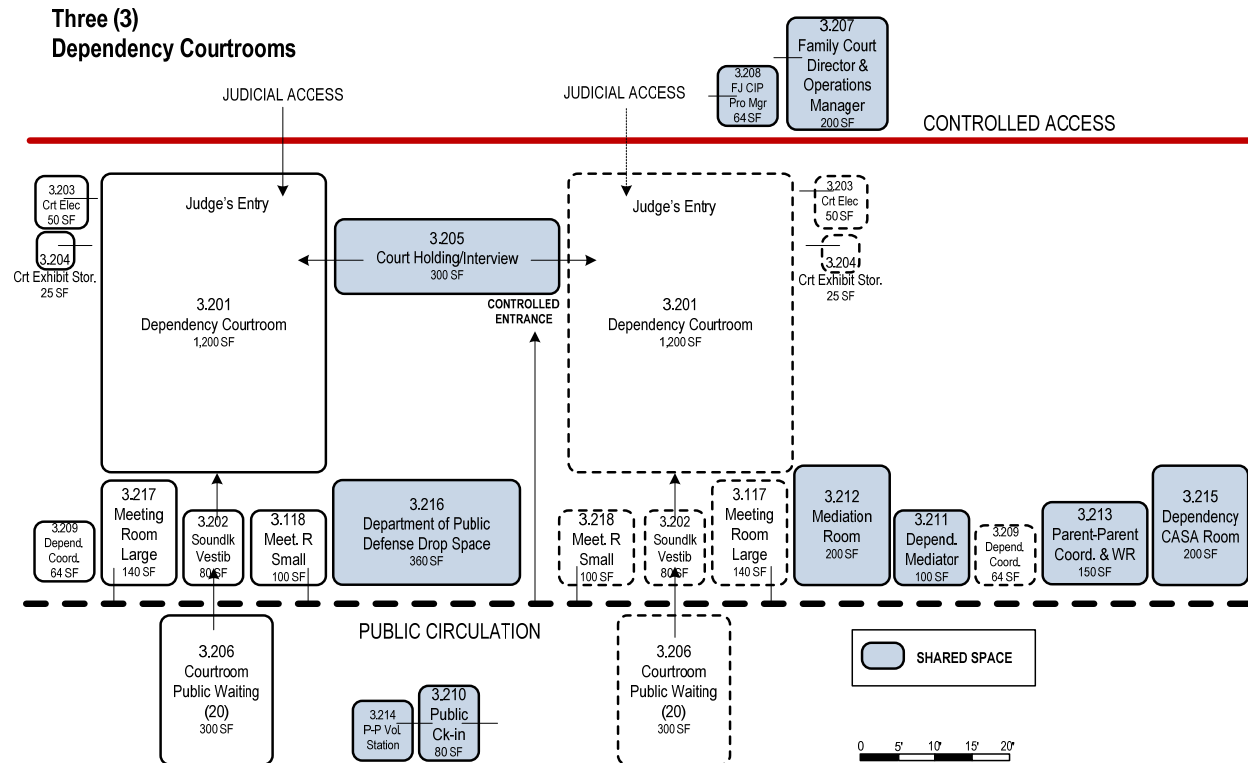 Three (3)
Dependency Courtrooms
3.207
Family Court
Director &
Operations
Manager
200 SF
3.208
FJ CIP
Pro Mgr
64 SF
JUDICIAL ACCESS
JUDICIAL ACCESS
CONTROLLED ACCESS
3.203
Crt Elec
50 SF
3.204
Crt Exhibit Stor.
25 SF
Judge's Entry
3.201
Dependency Courtroom
1,200 SF
3.205
Court Holding/Interview
300 SF
CONTROLLED
ENTRANCE
Judge's Entry
3.201
Dependency Courtroom
1,200 SF
3.203
Crt Elec
50 SF
3.204
Crt Exhibit Stor.
25 SF
3.209
Depend.
Coord.
64 SF
3.217
Meeting
Room
Large
140 SF
3.202
Soundlk
Vestib
80 SF
3.118
Meet. R
Small
100 SF
3.216
Department of Public
Defense Drop Space
360 SF
3.218
Meet. R
Small
100 SF
3.202
Soundlk
Vestib
80 SF
3.117
Meeting
Room
Large
140 SF
3.212
Mediation
Room
200 SF
3.211
Depend.
Mediator
100 SF
3.209
Depend.
Coord.
64 SF
3.213
Parent-Parent
Coord. & WR
150 SF
3.215
Dependency
CASA Room
200 SF
PUBLIC CIRCULATION
3.206
Courtroom
Public Waiting
(20)
300 SF
3.214
P-P Vol.
Station
3.210
Public
Ck-in
80 SF
3.206
Courtroom
Public Waiting
(20)
300 SF
SHARED SPACE
0 5' 10' 15' 20'